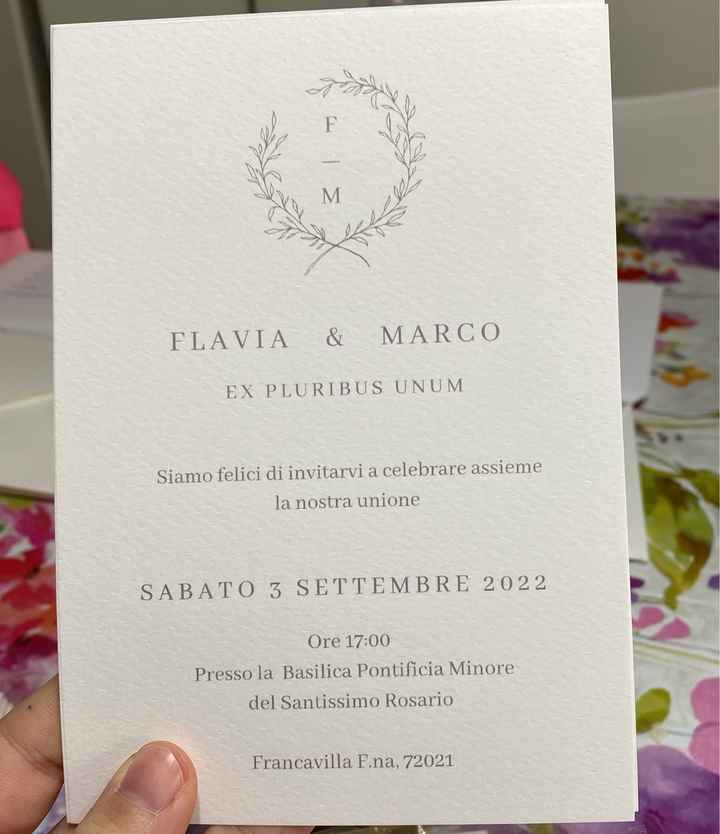 F
—
M
FLAVIA & MARCO
EX PLURIBUS UNUM
Siamo felici di invitarvi a celebrare assieme
la nostra unione
SABATO 3 SETTEMBRE 2022
Ore 17:00
Presso la Basilica Pontificia Minore
del Santissimo Rosario
Francavilla F.na, 72021